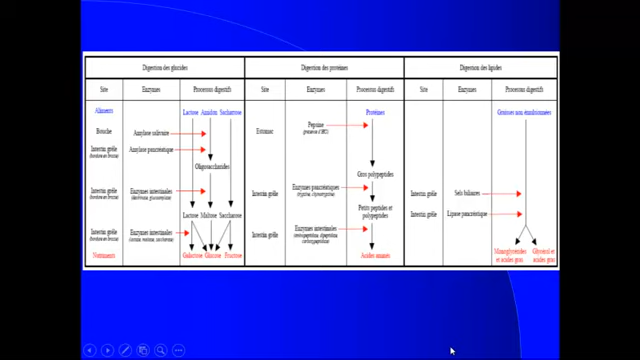 Digestion des glucides
Digestion des protéines
Digestion des lipides
Site
Enzymes
Processus digestif
Site
Enzymes
Processus digestif
Site
Enzymes
Processus digestif
Aliments
Lactose Amidon Saccharose
Protéines
Graisses non émulsionnées
Bouche
Amylase salivaire
Estomac
Pepsine
Intestin grêle
Amylase pancréatique
Oligosaccharides
Gros polypeptides
Intestin grêle
Enzymes intestinales
Intestin grêle
Enzymes pancréatiques
Intestin grêle
Sels biliaires
Lactose Maltose Saccharose
Petits peptides et
polypeptides
Intestin grêle
Lipase pancréatique
Intestin grêle
Enzymes intestinales
Intestin grêle
Enzymes intestinales
Nutriments
Galactose Glucose Fructose
Acides aminés
Monoglycérides
et acides gras
Glycérol et
acides gras